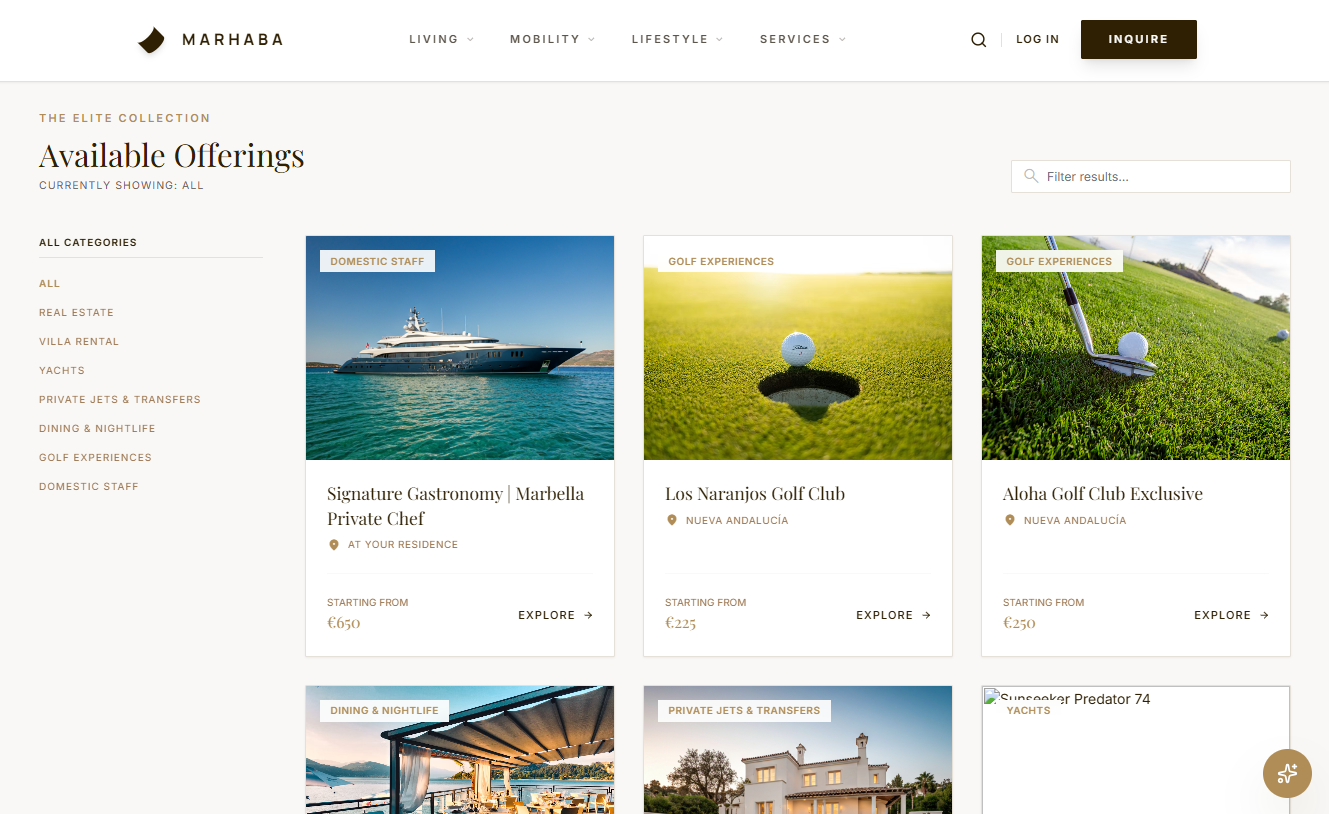 MARHABA
LIVING
MOBILITY
LIFESTYLE
SERVICES
LOG IN
INQUIRE
THE ELITE COLLECTION
Available Offerings
CURRENTLY SHOWING: ALL
Filter results...
ALL CATEGORIES
ALL
REAL ESTATE
VILLA RENTAL
YACHTS
PRIVATE JETS & TRANSFERS
DINING & NIGHTLIFE
GOLF EXPERIENCES
DOMESTIC STAFF
DOMESTIC STAFF
Signature Gastronomy | Marbella
Private Chef
AT YOUR RESIDENCE
STARTING FROM
€650
EXPLORE →
GOLF EXPERIENCES
Titleist
Los Naranjos Golf Club
NUEVA ANDALUCÍA
STARTING FROM
€225
EXPLORE →
GOLF EXPERIENCES
Aloha Golf Club Exclusive
NUEVA ANDALUCÍA
STARTING FROM
€250
EXPLORE →
DINING & NIGHTLIFE
PRIVATE JETS & TRANSFERS
Sunseeker Predator 74
YACHTS